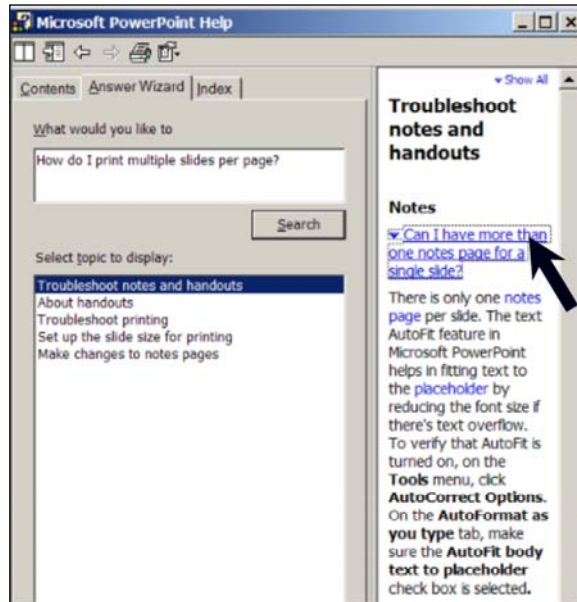 Microsoft PowerPoint Help
Contents Answer Wizard Index
What would you like to
How do I print multiple slides per page?
Search
Select topic to display:
Troubleshoot notes and handouts
About handouts
Troubleshoot printing
Set up the slide size for printing
Make changes to notes pages
Show All
Troubleshoot
notes and
handouts
Notes
Can I have more than
one notes page for a
single slide?
There is only one notes
page per slide. The text
AutoFit feature in
Microsoft PowerPoint
helps in fitting text to
the placeholder by
reducing the font size if
there's text overflow.
To verify that AutoFit is
turned on, on the
Tools menu, click
AutoCorrect Options.
On the AutoFormat as
you type tab, make
sure the AutoFit body
text to placeholder
check box is selected.